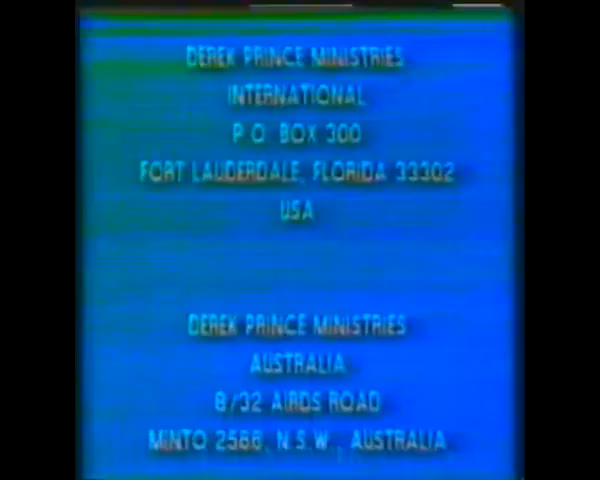 DEREK PRINCE MINISTRIES
INTERNATIONAL
P.O. BOX 300
FORT LAUDERDALE, FLORIDA 33302
USA
DEREK PRINCE MINISTRIES
AUSTRALIA
8/32 AIRDS ROAD
MINTO 2566, N.S.W., AUSTRALIA